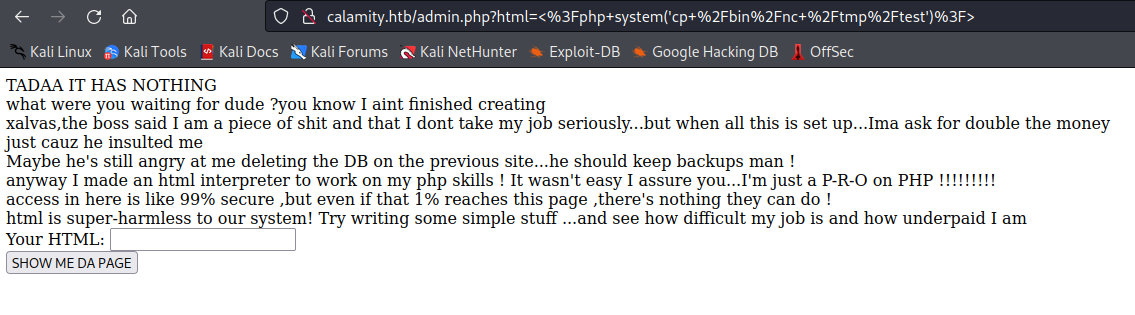 calamity.htb/admin.php?html=<%3Fphp+system('cp+%2Fbin%2Fnc+%2Ftmp%2Ftest')%3F>
Kali Linux Kali Tools Kali Docs Kali Forums Kali NetHunter Exploit-DB Google Hacking DB OffSec
TADAA IT HAS NOTHING
what were you waiting for dude ?you know I aint finished creating
xalvas,the boss said I am a piece of shit and that I dont take my job seriously...but when all this is set up...Ima ask for double the money
just cauz he insulted me
Maybe he's still angry at me deleting the DB on the previous site...he should keep backups man !
anyway I made an html interpreter to work on my php skills ! It wasn't easy I assure you...I'm just a P-R-O on PHP !!!!!!!!!
access in here is like 99% secure ,but even if that 1% reaches this page ,there's nothing they can do !
html is super-harmless to our system! Try writing some simple stuff ...and see how difficult my job is and how underpaid I am
Your HTML:
SHOW ME DA PAGE